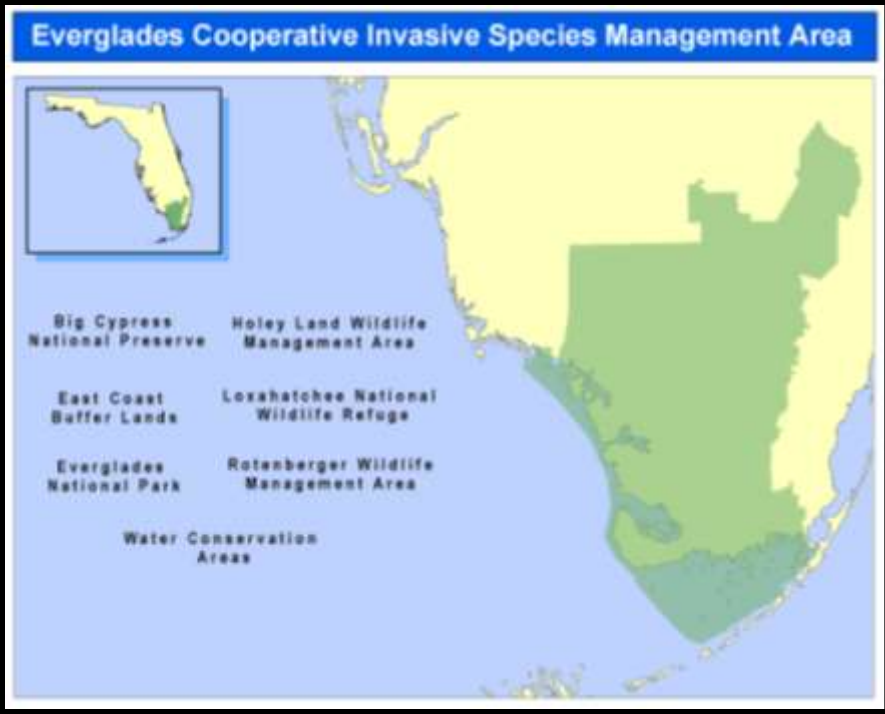 Everglades Cooperative Invasive Species Management Area
Big Cypress
National Preserve
Holey Land Wildlife
Management Area
East Coast
Buffer Lands
Loxahatchee National
Wildlife Refuge
Everglades
National Park
Rotenberger Wildlife
Management Area
Water Conservation
Areas